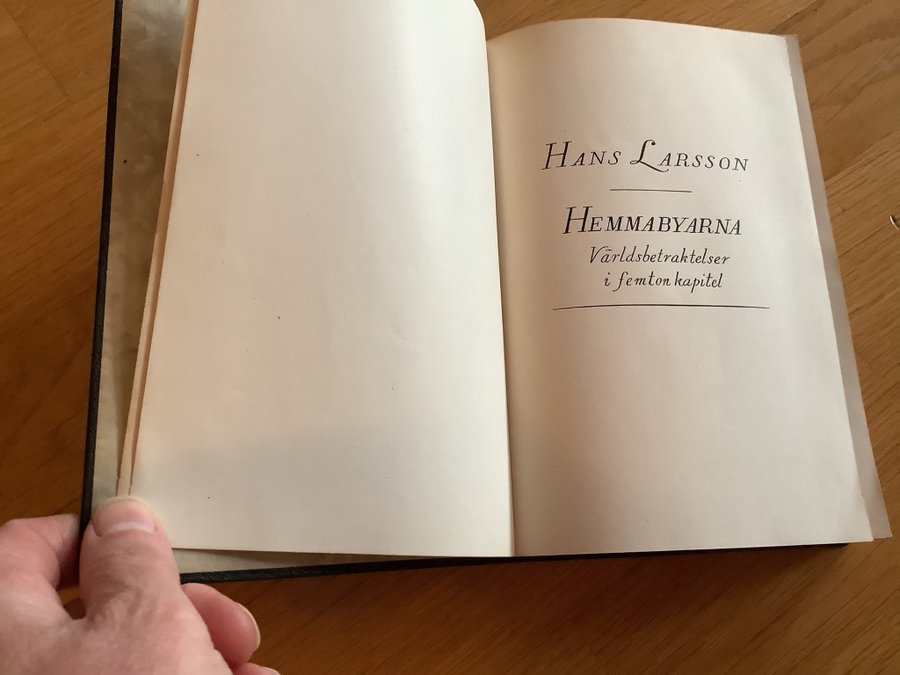 Hans Larsson
Hemmabyarna
Världsbetraktelser
i femton kapitel